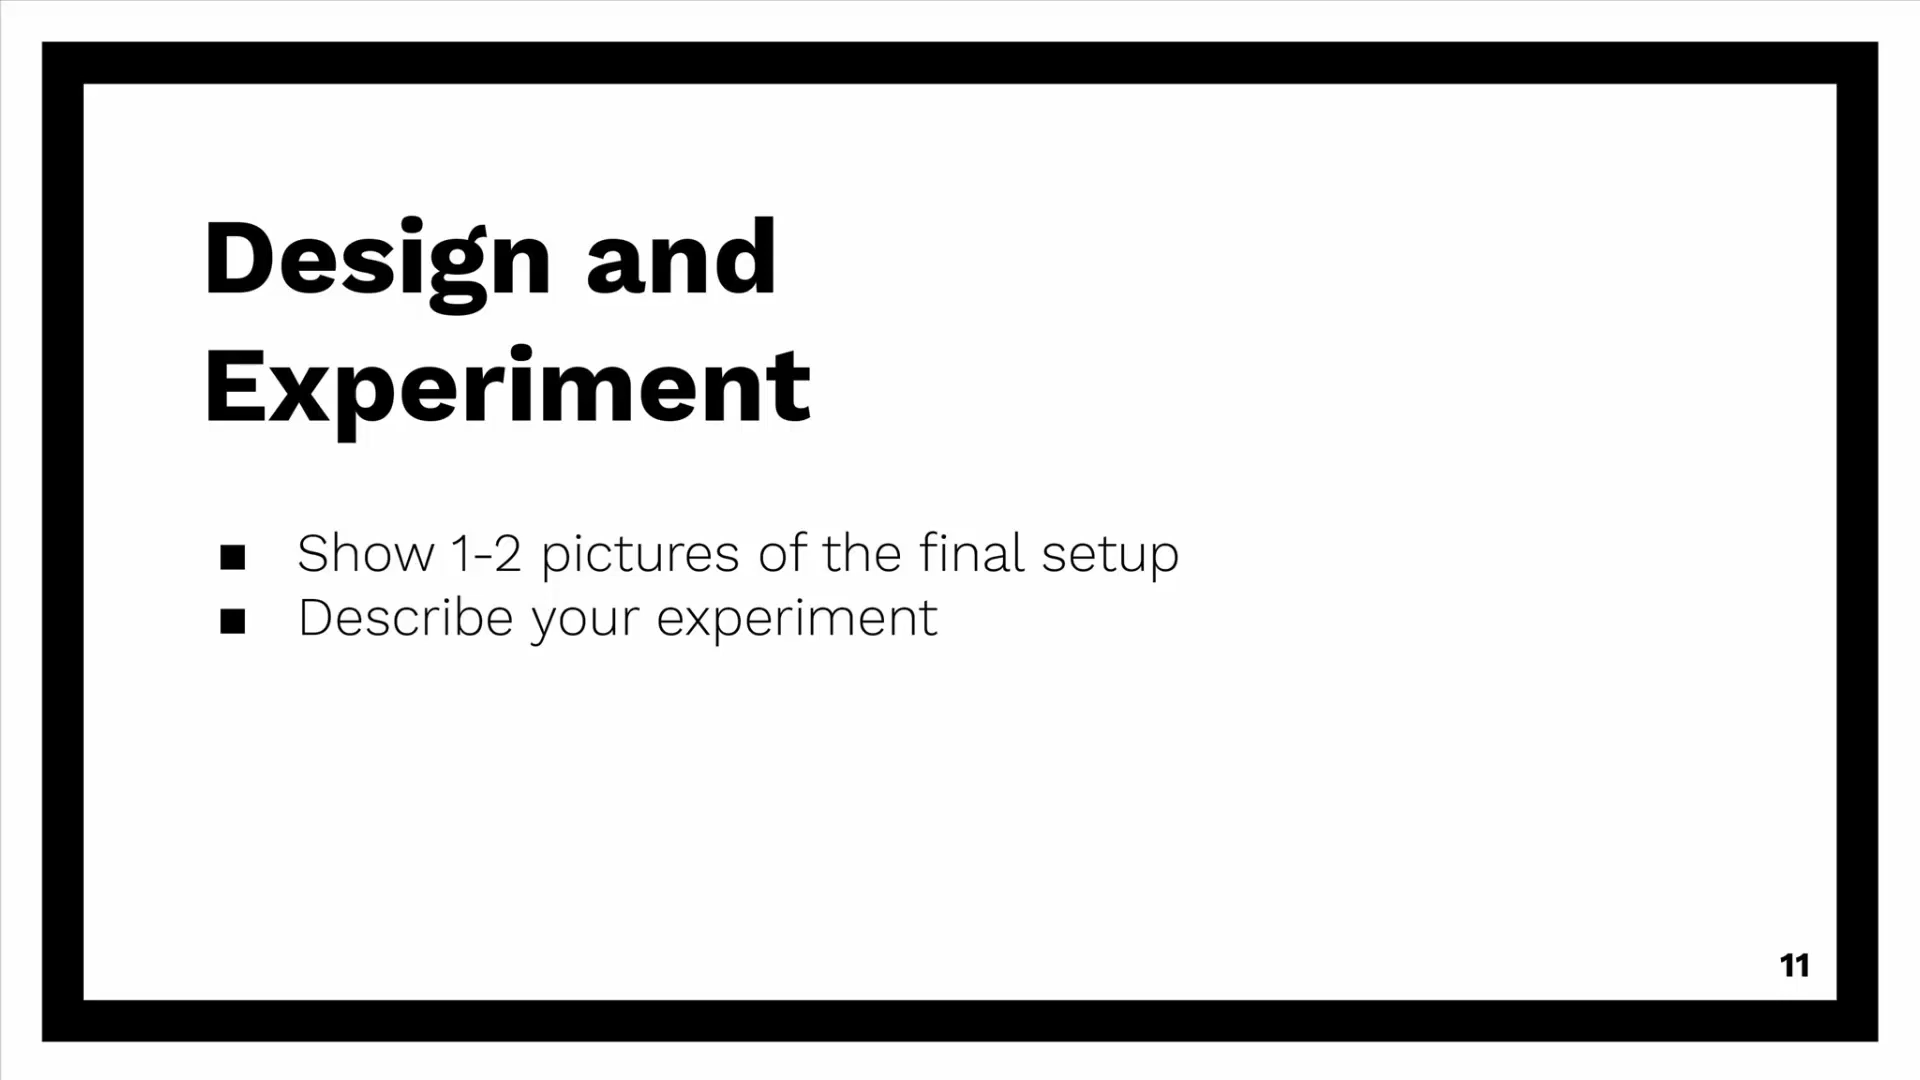 Design and
Experiment
■ Show 1-2 pictures of the final setup
■ Describe your experiment
11